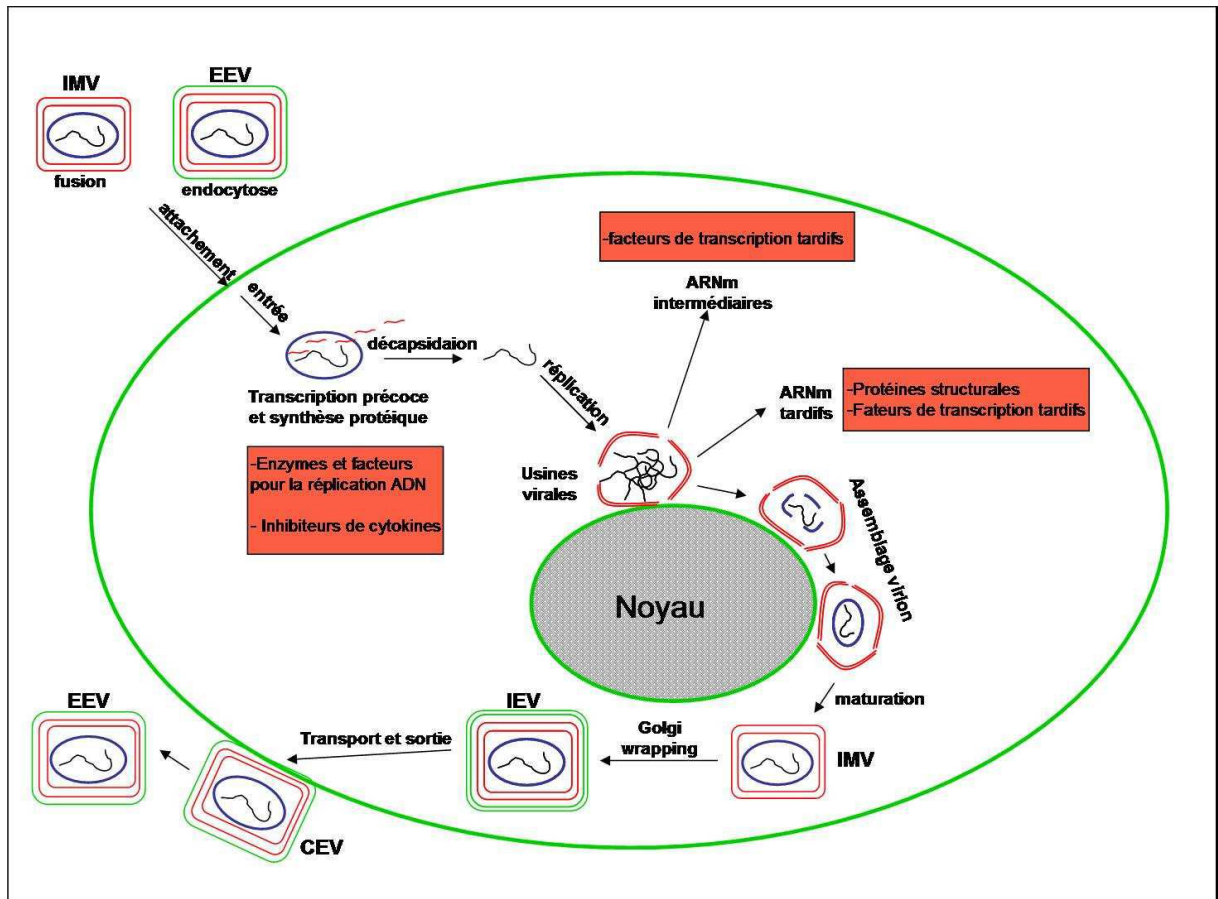 IMV
fusion
EEV
endocytose
attachement
entrée
décapsidaion
Transcription précoce
et synthèse protéique
-Enzymes et facteurs
pour la réplication ADN
- Inhibiteurs de cytokines
réplication
Usines
virales
-facteurs de transcription tardifs
ARNm
intermédiaires
ARNm
tardifs
-Protéines structurales
-Fateurs de transcription tardifs
Assemblage virion
Noyau
maturation
IMV
Golgi
wrapping
IEV
Transport et sortie
CEV
EEV